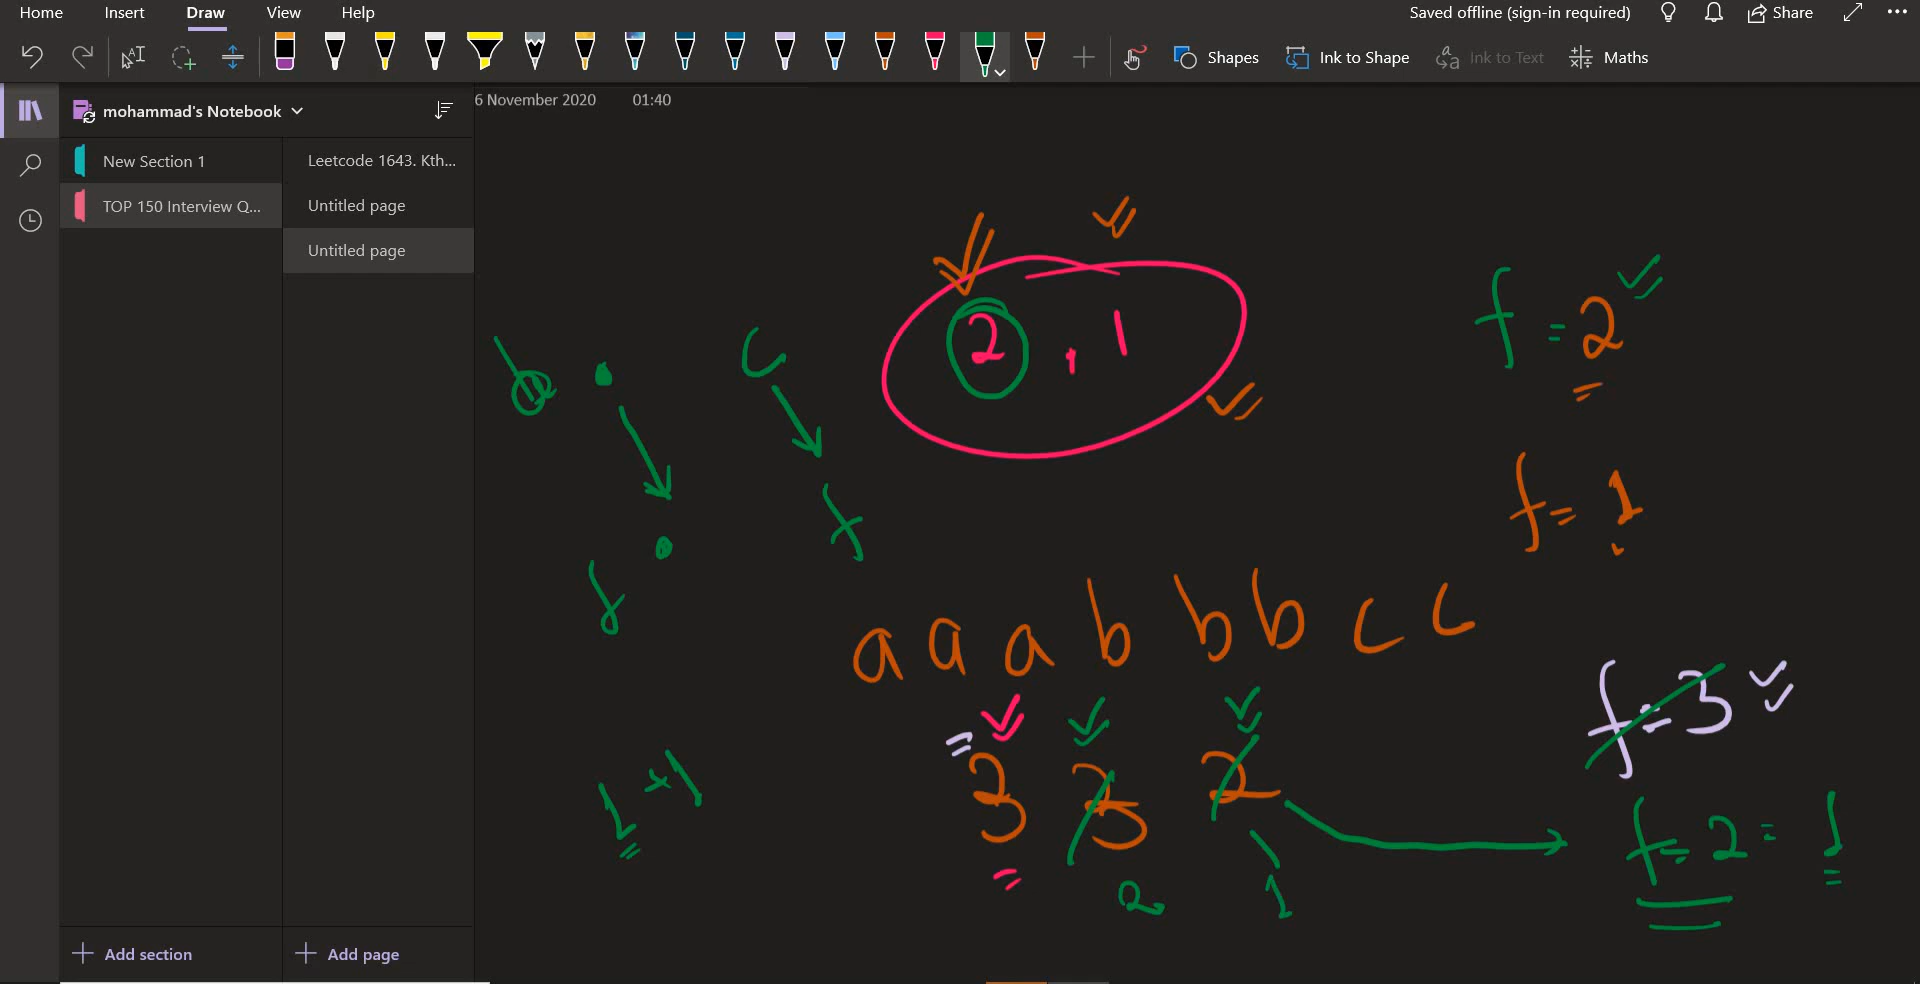 Home Insert Draw View Help Saved offline (sign-in required) Share
Shapes Ink to Shape Ink to Text Maths
mohammad's Notebook
6 November 2020 01:40
New Section 1
Leetcode 1643. Kth...
TOP 150 Interview Q...
Untitled page
Untitled page
2 , 1
f = 2
c
f = 1
a a a b b b c c
f = 3
3 3 2
f = 2 = 1
2 1
Add section
Add page